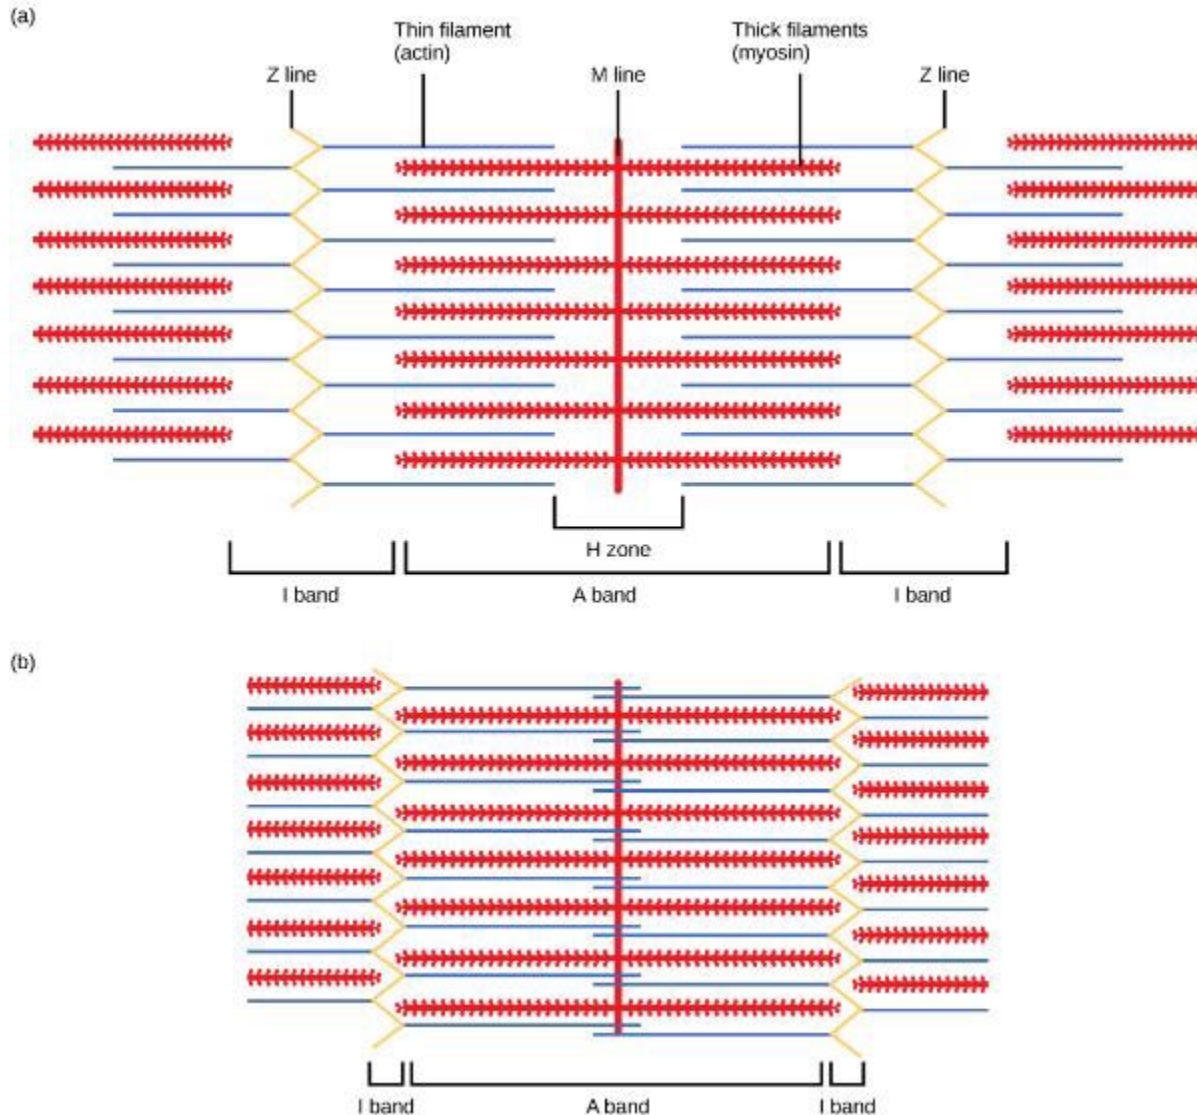 (a)
Thin filament
(actin)
Thick filaments
(myosin)
Z line
M line
Z line
H zone
I band
A band
I band
(b)
I band
A band
I band